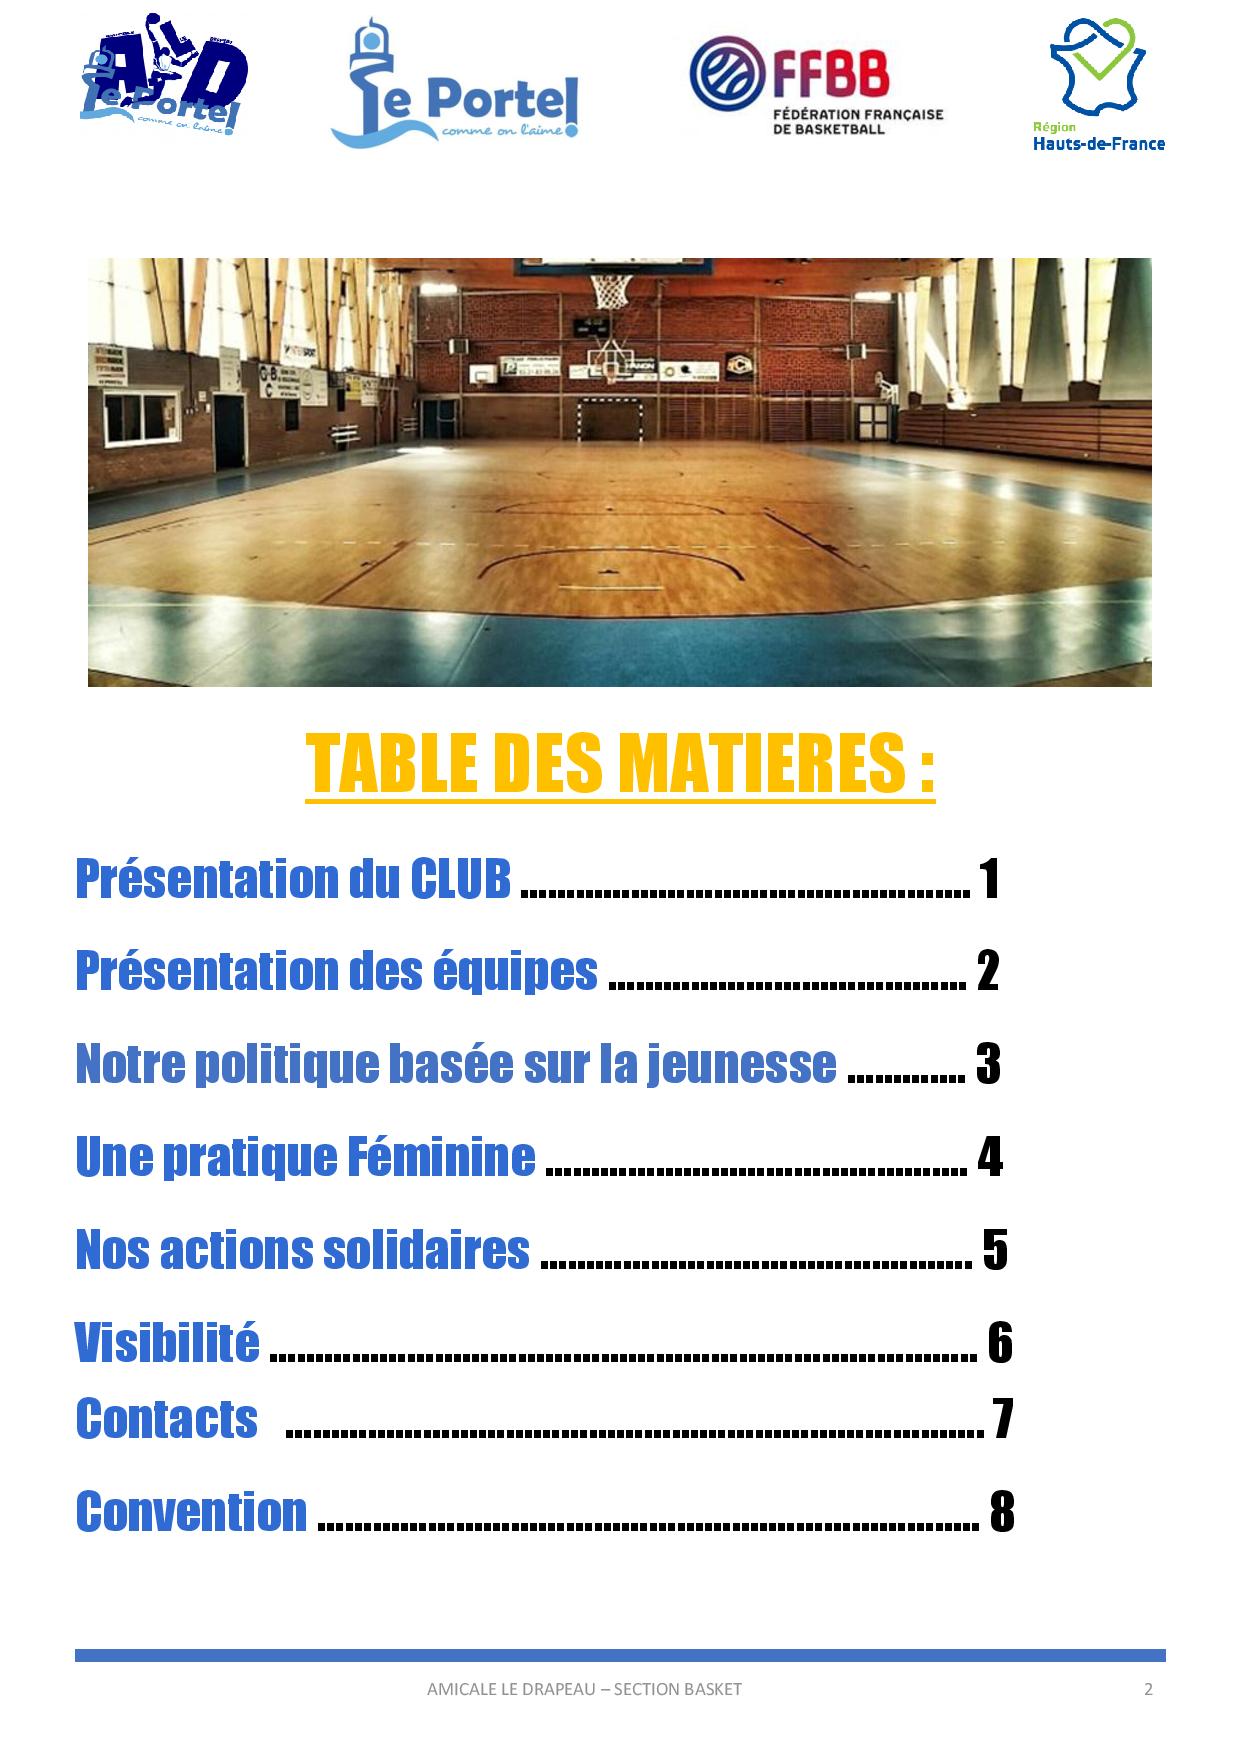 ALD
Le Portel
comme on l'aime
Le Portel
comme on l'aime
FFBB
FÉDÉRATION FRANÇAISE
DE BASKETBALL
Région
Hauts-de-France
TABLE DES MATIERES :
Présentation du CLUB ................................................. 1
Présentation des équipes ....................................... 2
Notre politique basée sur la jeunesse ............. 3
Une pratique Féminine .............................................. 4
Nos actions solidaires ............................................... 5
Visibilité ............................................................................. 6
Contacts ............................................................................ 7
Convention ........................................................................ 8
AMICALE LE DRAPEAU – SECTION BASKET 2